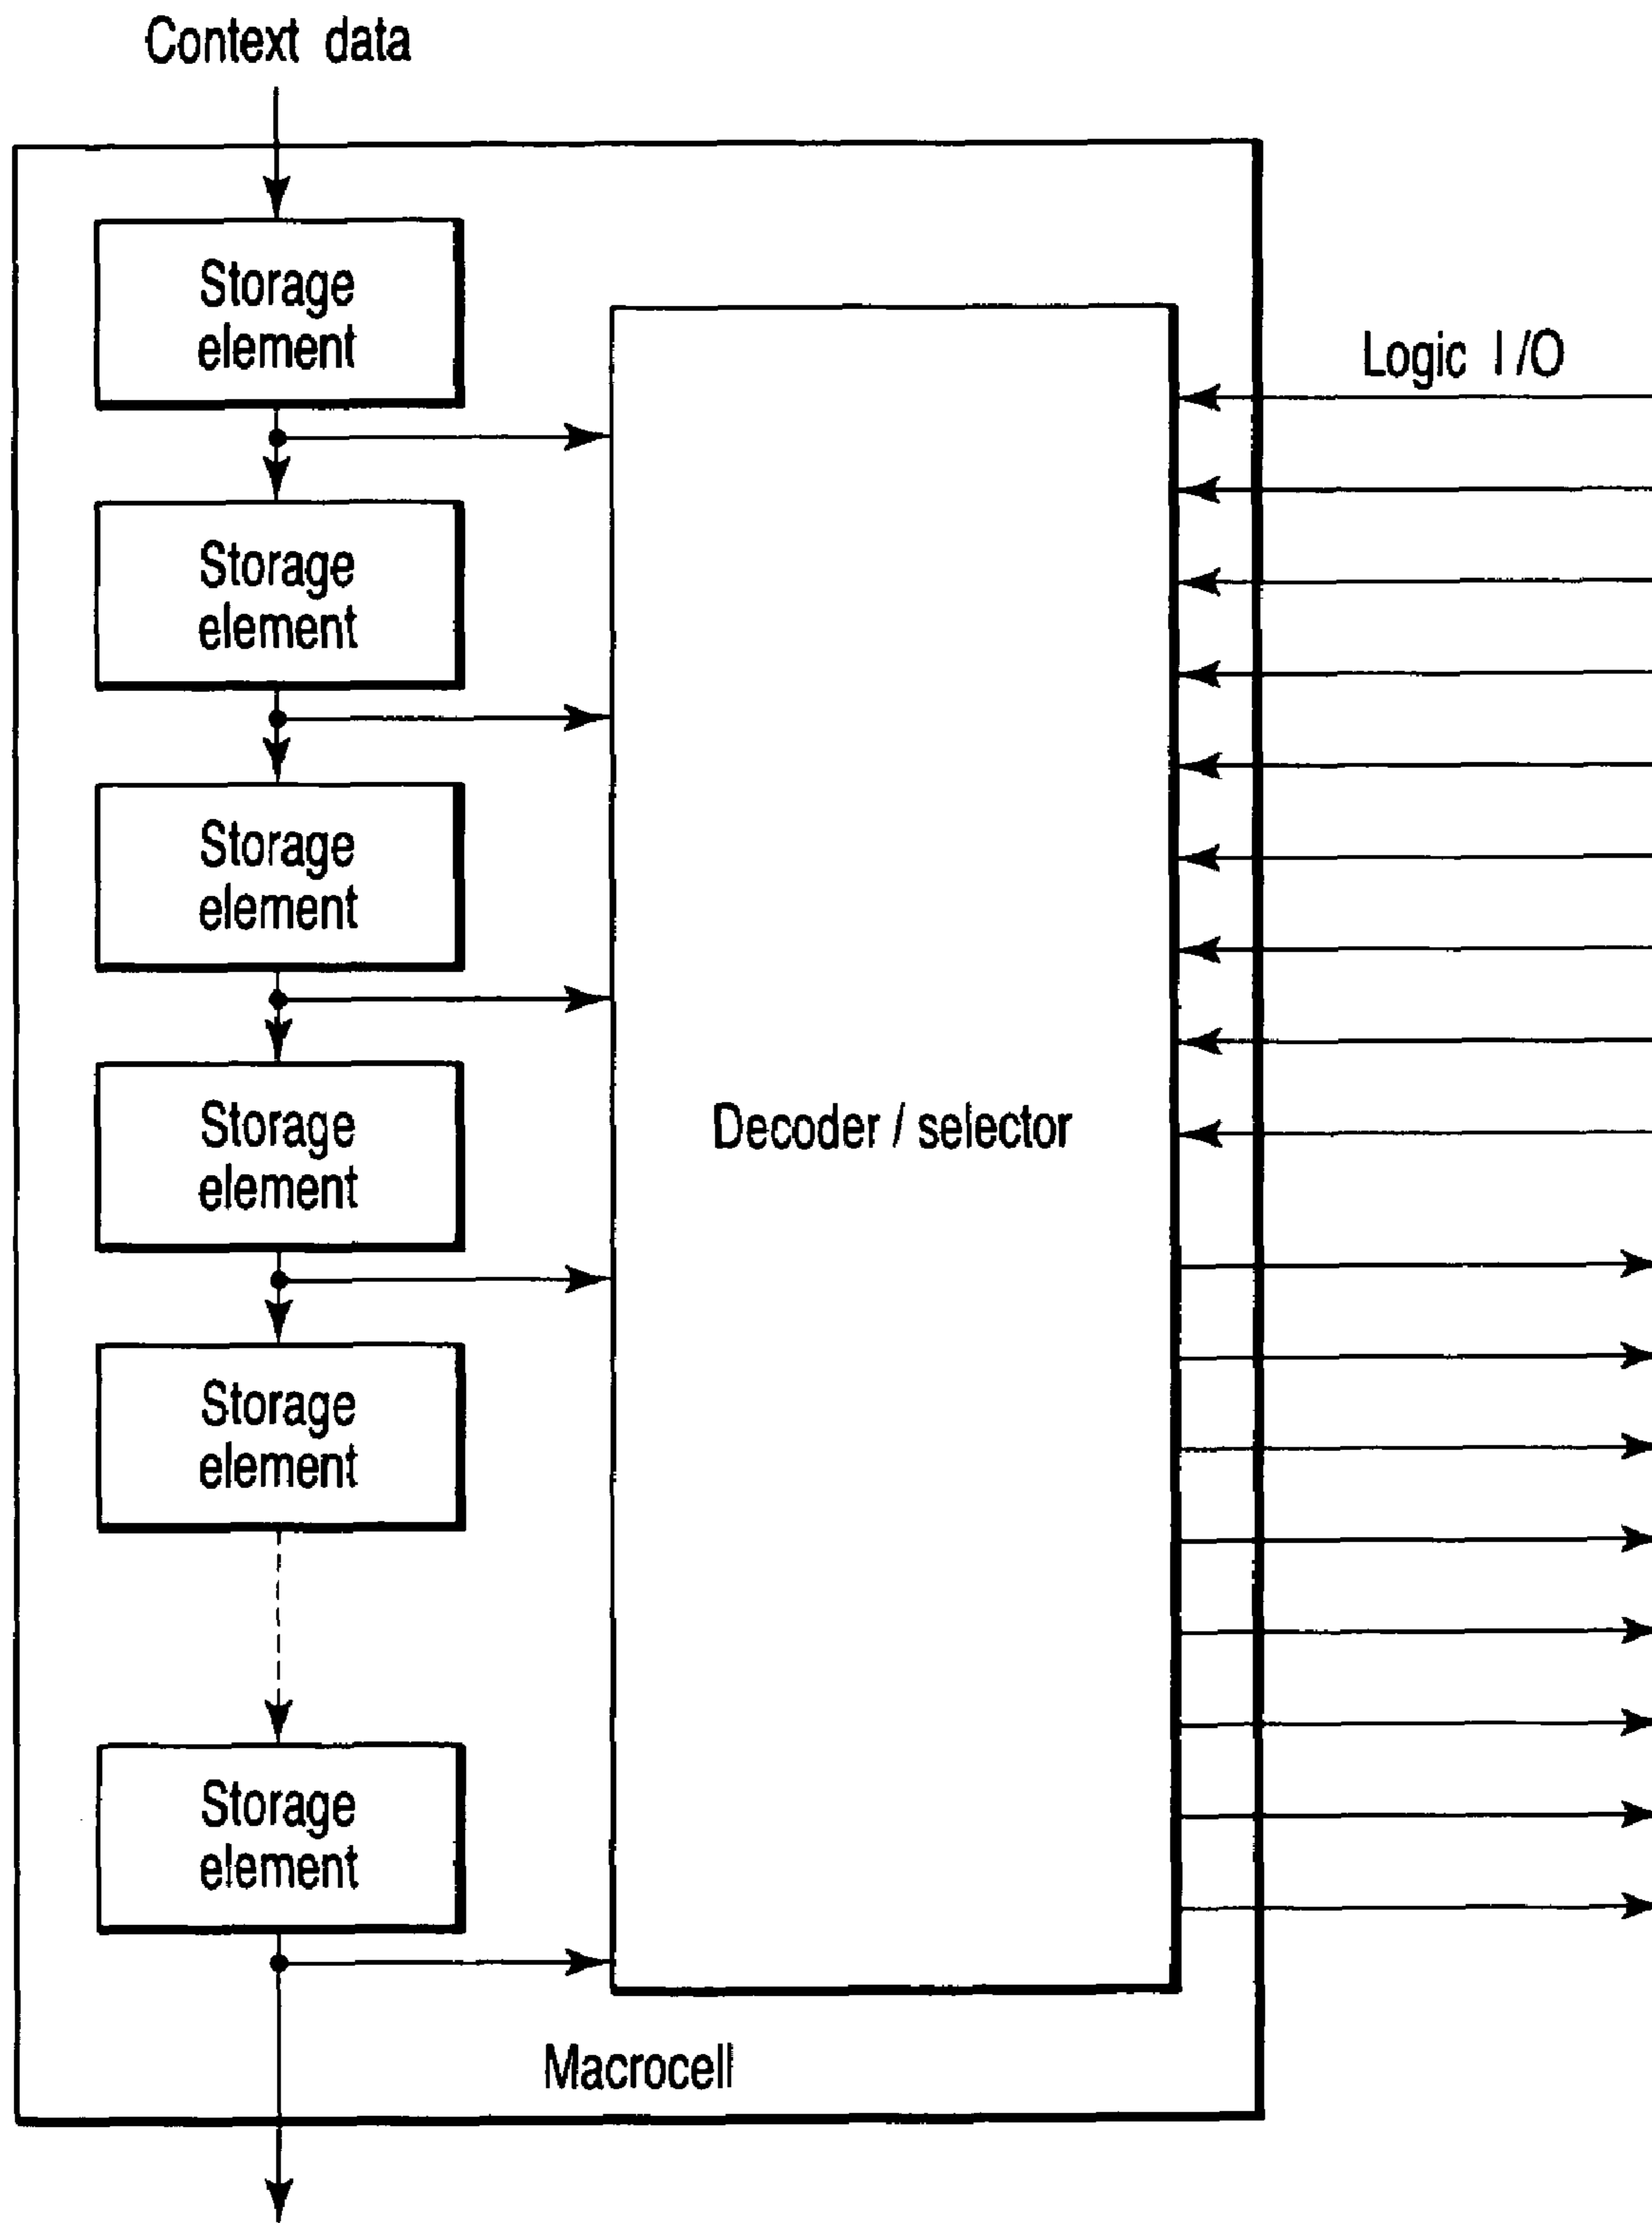 Context data
Storage
element
Logic I/O
Storage
element
Storage
element
Storage
element
Decoder / selector
Storage
element
Storage
element
Macrocell